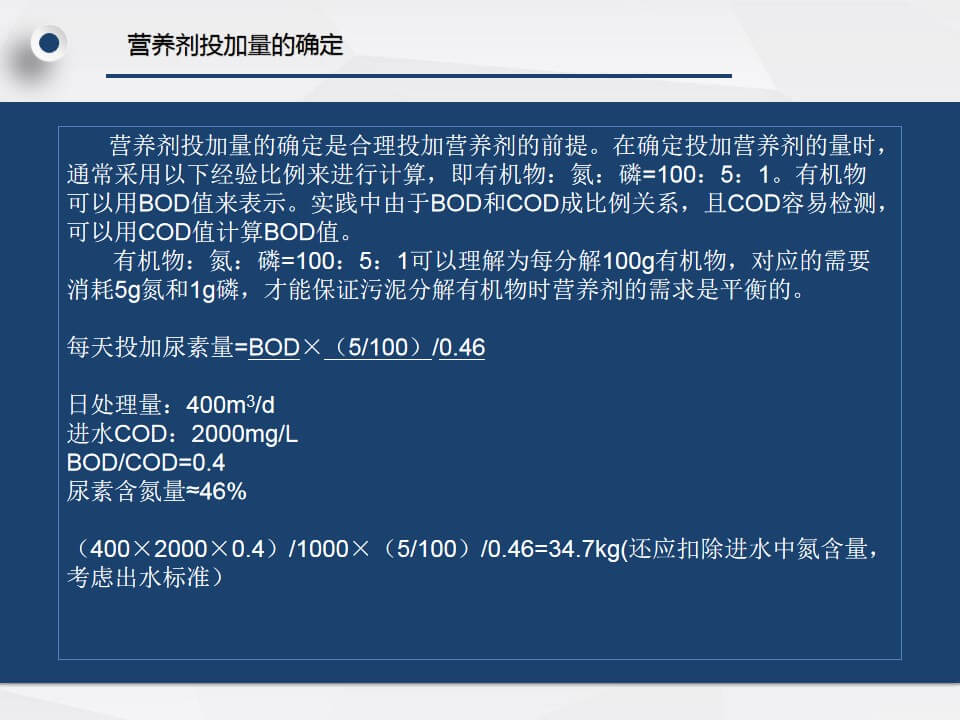 营养剂投加量的确定
营养剂投加量的确定是合理投加营养剂的前提。在确定投加营养剂的量时，
通常采用以下经验比例来进行计算，即有机物：氮：磷=100：5：1。有机物
可以用BOD值来表示。实践中由于BOD和COD成比例关系，且COD容易检测，
可以用COD值计算BOD值。
有机物：氮：磷=100：5：1可以理解为每分解100g有机物，对应的需要
消耗5g氮和1g磷，才能保证污泥分解有机物时营养剂的需求是平衡的。
每天投加尿素量=BOD×（5/100）/0.46
日处理量：400m³/d
进水COD：2000mg/L
BOD/COD=0.4
尿素含氮量≈46%
（400×2000×0.4）/1000×（5/100）/0.46=34.7kg(还应扣除进水中氮含量，
考虑出水标准）